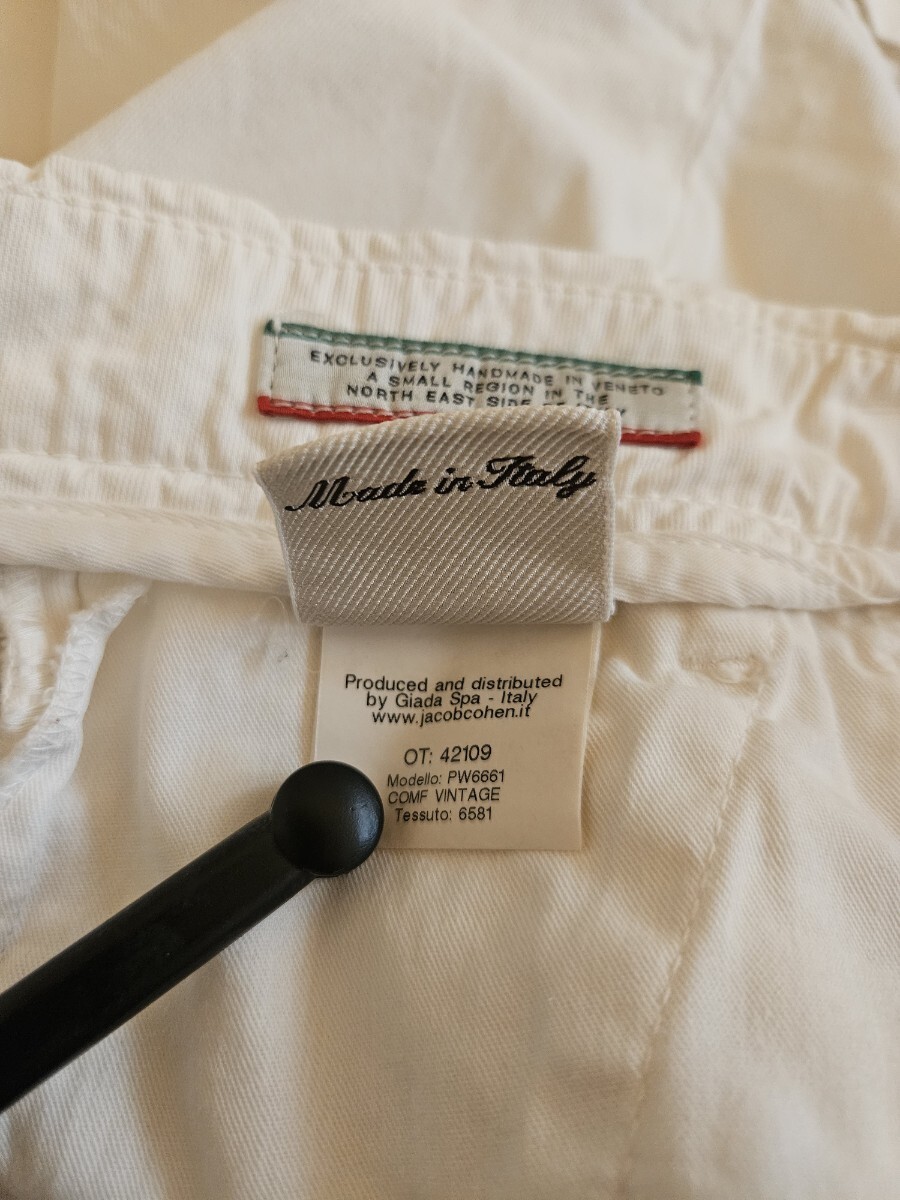 EXCLUSIVELY HANDMADE IN VENETO
A SMALL REGION IN THE
NORTH EAST SIDE
Made in Italy
Produced and distributed
by Giada Spa - Italy
www.jacobcohen.it
OT: 42109
Modello: PW6661
COMF VINTAGE
Tessuto: 6581